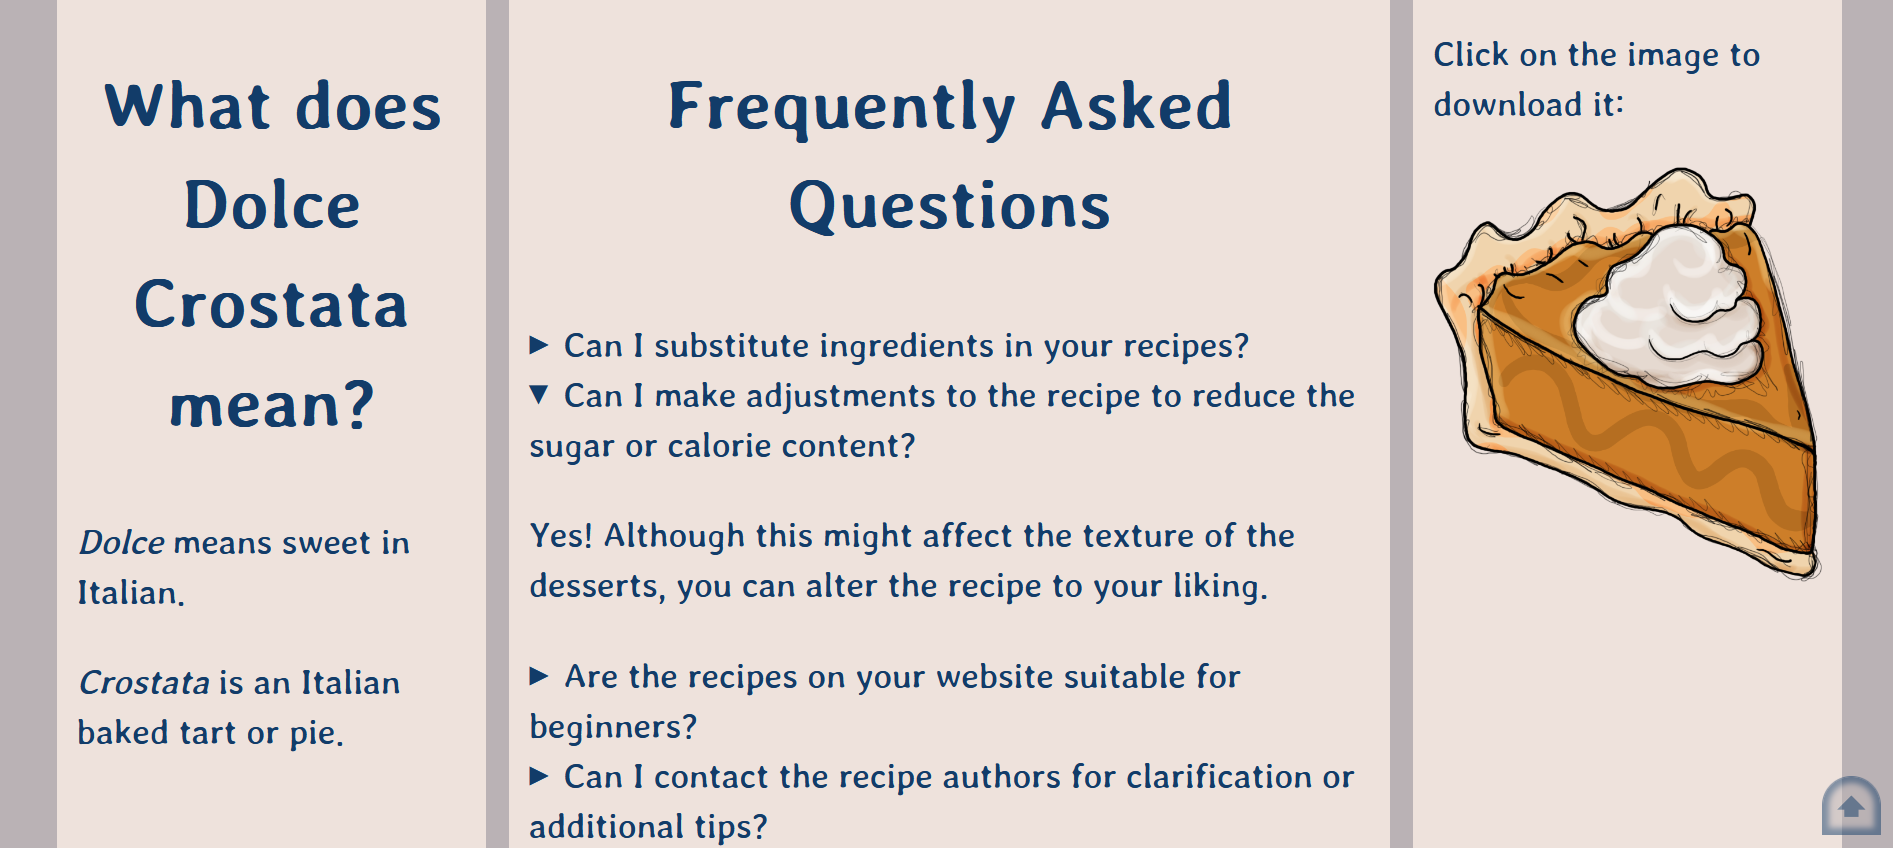 What does
Dolce
Crostata
mean?
Dolce means sweet in
Italian.
Crostata is an Italian
baked tart or pie.
Frequently Asked
Questions
► Can I substitute ingredients in your recipes?
▼ Can I make adjustments to the recipe to reduce the
sugar or calorie content?
Yes! Although this might affect the texture of the
desserts, you can alter the recipe to your liking.
► Are the recipes on your website suitable for
beginners?
► Can I contact the recipe authors for clarification or
additional tips?
Click on the image to
download it: